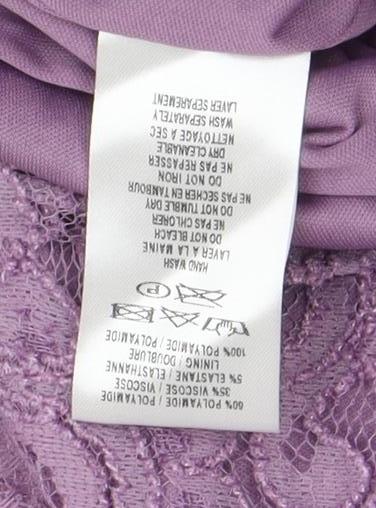 60% POLYAMIDE / POLYAMIDE
35% VISCOSE / VISCOSE
5% ELASTANE / ELASTHANNE
LINING / DOUBLURE
100% POLYAMIDE / POLYAMIDE
P
HAND WASH
LAVER A LA MAINE
DO NOT BLEACH
NE PAS CHLORER
DO NOT TUMBLE DRY
NE PAS SECHER EN TAMBOUR
DO NOT IRON
NE PAS REPASSER
DRY CLEANABLE
NETTOYAGE A SEC
WASH SEPARATELY
LAVER SEPAREMENT